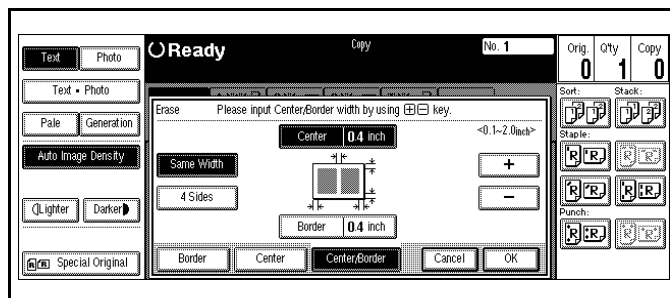 Text Photo
Text • Photo
Pale Generation
Auto Image Density
Lighter Darker
Special Original
Ready Copy No. 1
Erase Please input Center/Border width by using + − key.
Center 0.4 inch <0.1~2.0inch>
Same Width +
4 Sides −
Border 0.4 inch
Border Center Center/Border Cancel OK
Orig. Q'ty Copy
0 1 0
Sort: Stack:
Staple:
Punch: